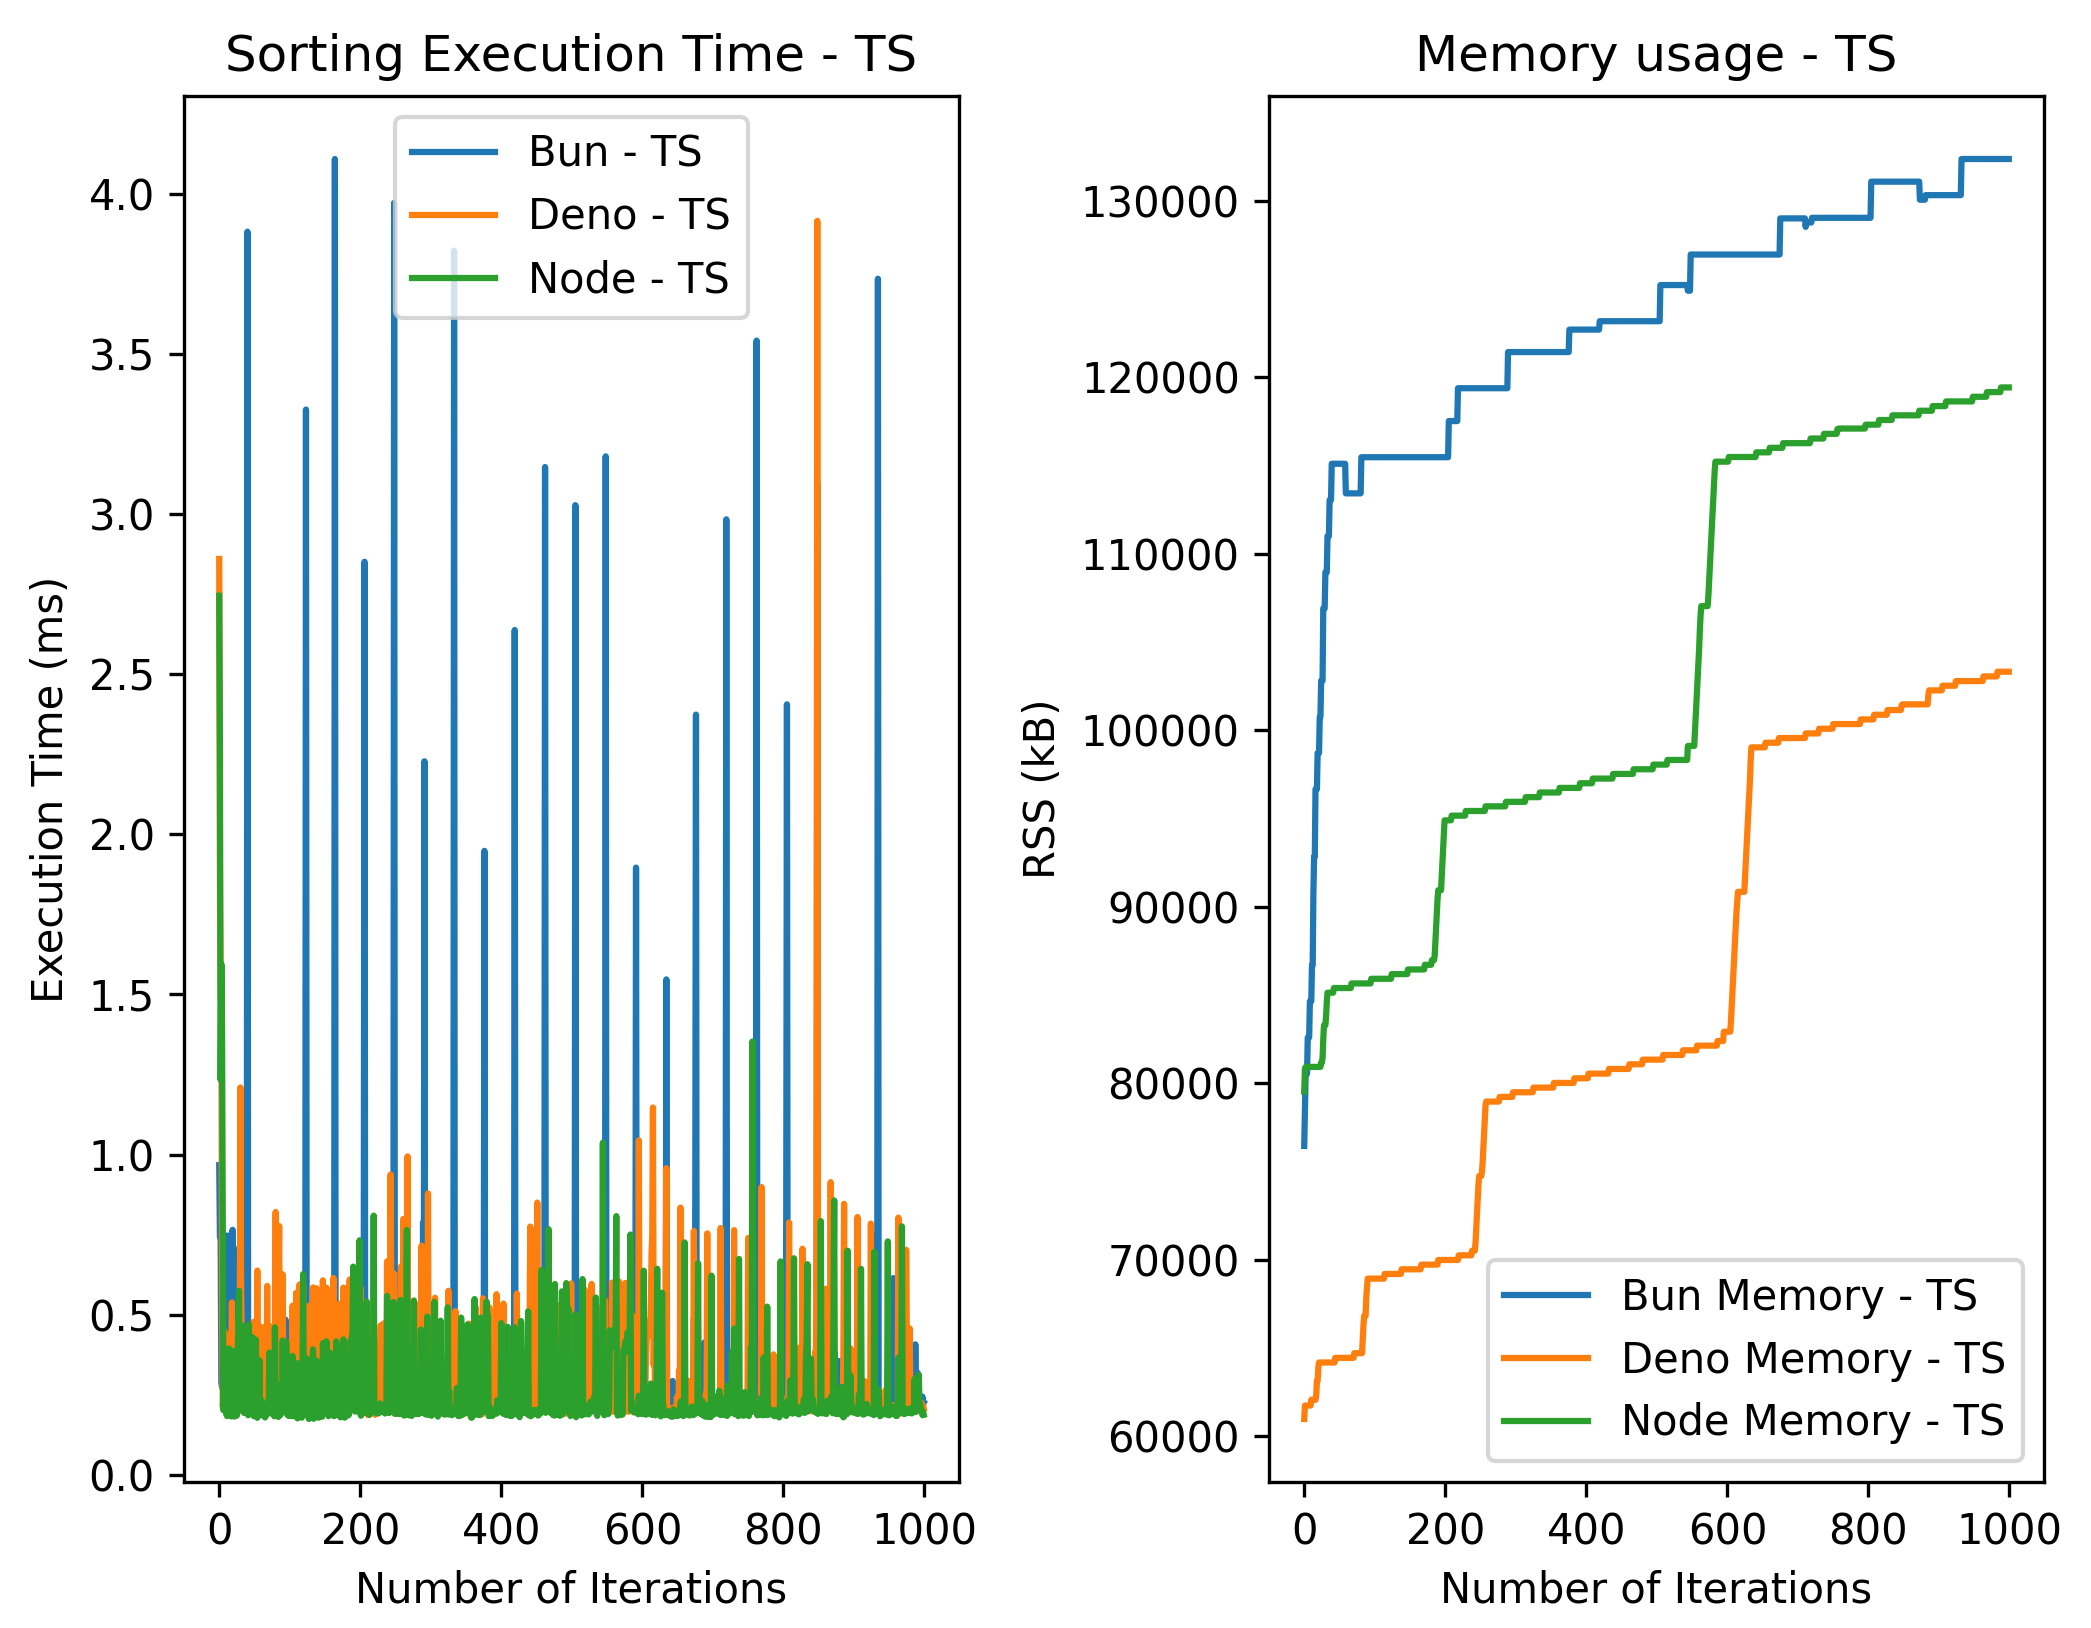 Sorting Execution Time - TS
Bun - TS
Deno - TS
Node - TS
4.0
3.5
3.0
2.5
2.0
1.5
1.0
0.5
0.0
Execution Time (ms)
0 200 400 600 800 1000
Number of Iterations
Memory usage - TS
130000
120000
110000
100000
90000
80000
70000
60000
RSS (kB)
Bun Memory - TS
Deno Memory - TS
Node Memory - TS
0 200 400 600 800 1000
Number of Iterations